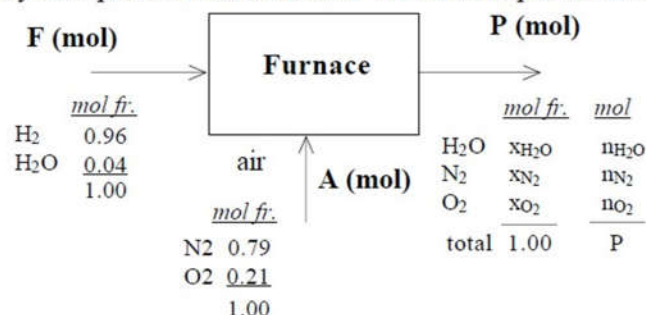 F (mol)
P (mol)
Furnace
mol fr.
H2 0.96
H2O 0.04
1.00
air
A (mol)
mol fr.
N2 0.79
O2 0.21
1.00
mol fr. mol
H2O xH2O nH2O
N2 xN2 nN2
O2 xO2 nO2
total 1.00 P